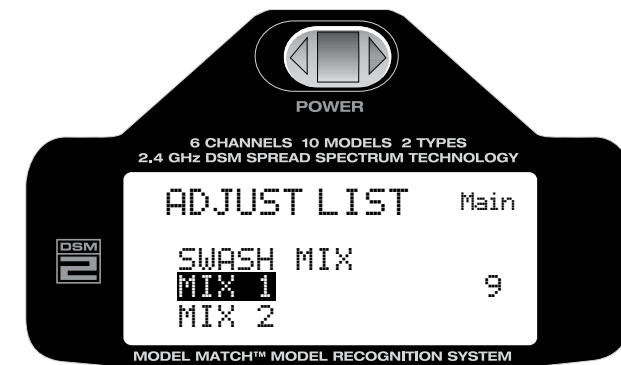 POWER
6 CHANNELS 10 MODELS 2 TYPES
2.4 GHz DSM SPREAD SPECTRUM TECHNOLOGY
ADJUST LIST Main
DSM
2
SWASH MIX
MIX 1 9
MIX 2
MODEL MATCH™ MODEL RECOGNITION SYSTEM